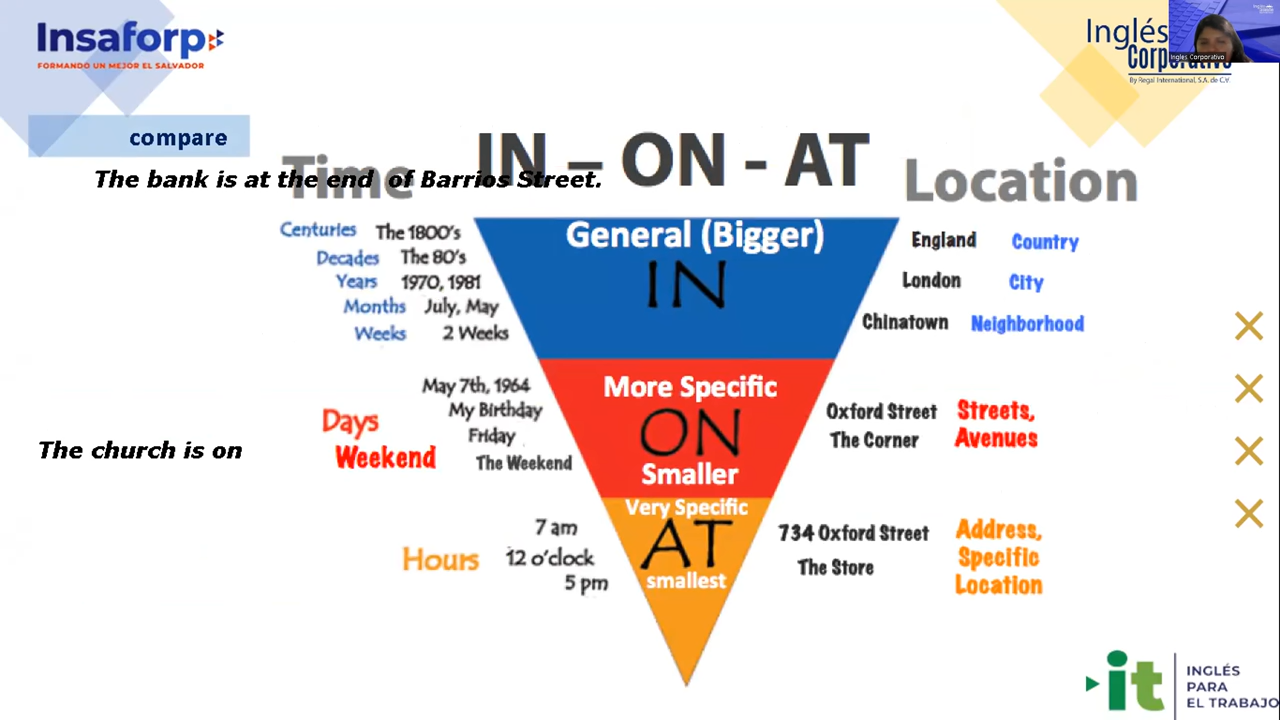 Insaforp
FORMANDO UN MEJOR EL SALVADOR
Inglés
Corporativo
By Regal International, S.A. de C.V.
Ingles Corporativo
compare
IN – ON - AT
Time
The bank is at the end of Barrios Street.
Location
General (Bigger)
IN
Centuries The 1800's
Decades The 80's
Years 1970, 1981
Months July, May
Weeks 2 Weeks
England Country
London City
Chinatown Neighborhood
More Specific
ON
Smaller
May 7th, 1964
Days My Birthday
Friday
Weekend The Weekend
Oxford Street Streets,
The Corner Avenues
The church is on
Very Specific
AT
smallest
7 am
Hours 12 o'clock
5 pm
734 Oxford Street Address,
The Store Specific
Location
it
INGLÉS
PARA
EL TRABAJO